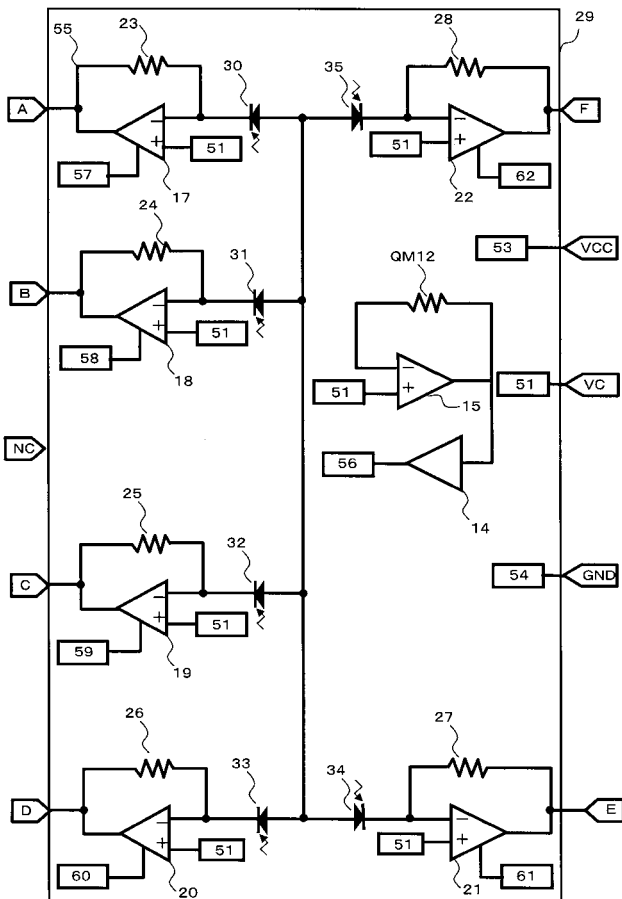 55 23 30 35 28 29
A − 51 51 − F
+ +
57 17 22 62
24 31 QM12 53 VCC
B − 51 −
+ 51 + 15 51 VC
58 18
NC 56 14
25 32
C − 51 54 GND
+
59 19
26 33 34 27
D − 51 51 − E
+ +
60 20 21 61